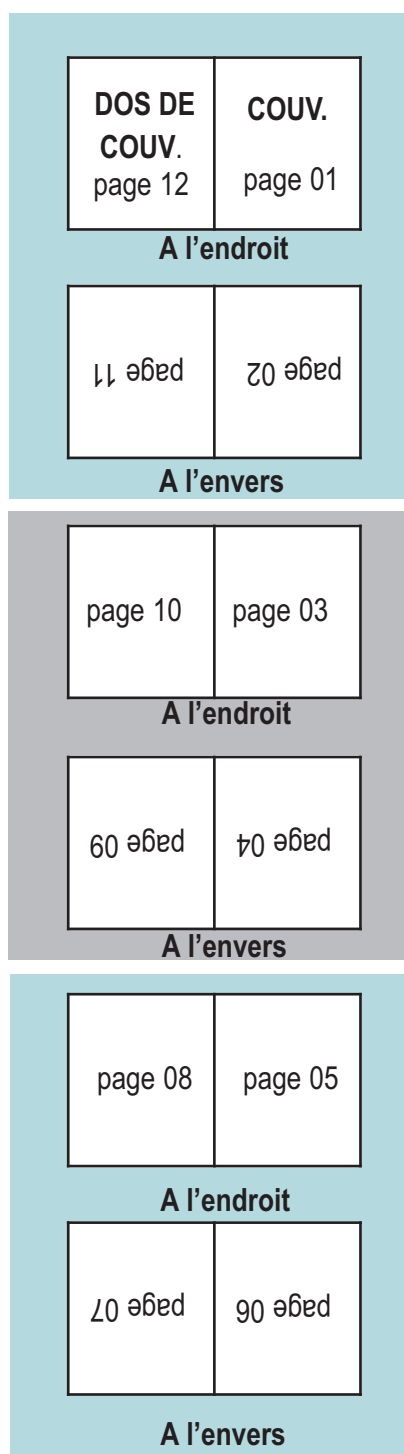 DOS DE
COUV.
page 12
COUV.
page 01
A l'endroit
page 11
page 02
A l'envers
page 10
page 03
A l'endroit
page 09
page 04
A l'envers
page 08
page 05
A l'endroit
page 07
page 06
A l'envers